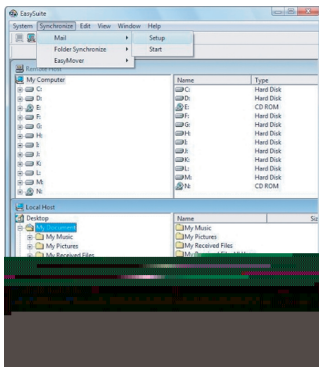 EasySuite
System Synchronize Edit View Window Help
Mail Setup
Folder Synchronize Start
EasyMover
Remote Host
My Computer Name Type
C: C: Hard Disk
D: D: Hard Disk
E: E: CD ROM
F: F: Hard Disk
G: G: Hard Disk
H: H: Hard Disk
I: I: Hard Disk
J: J: Hard Disk
K: K: Hard Disk
L: L: Hard Disk
M: M: Hard Disk
N: N: CD ROM
Local Host
Desktop Name
My Document My Music
My Music My Pictures
My Pictures My Received Files
My Received Files